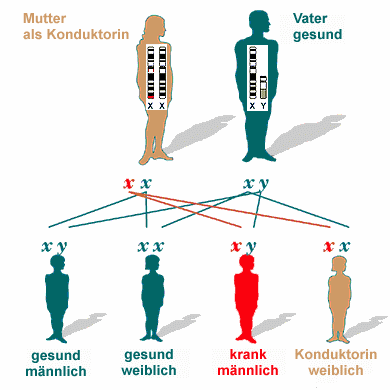 Mutter
als Konduktorin
Vater
gesund
X X
X Y
x x
x y
x y
x x
x y
x x
gesund
männlich
gesund
weiblich
krank
männlich
Konduktorin
weiblich